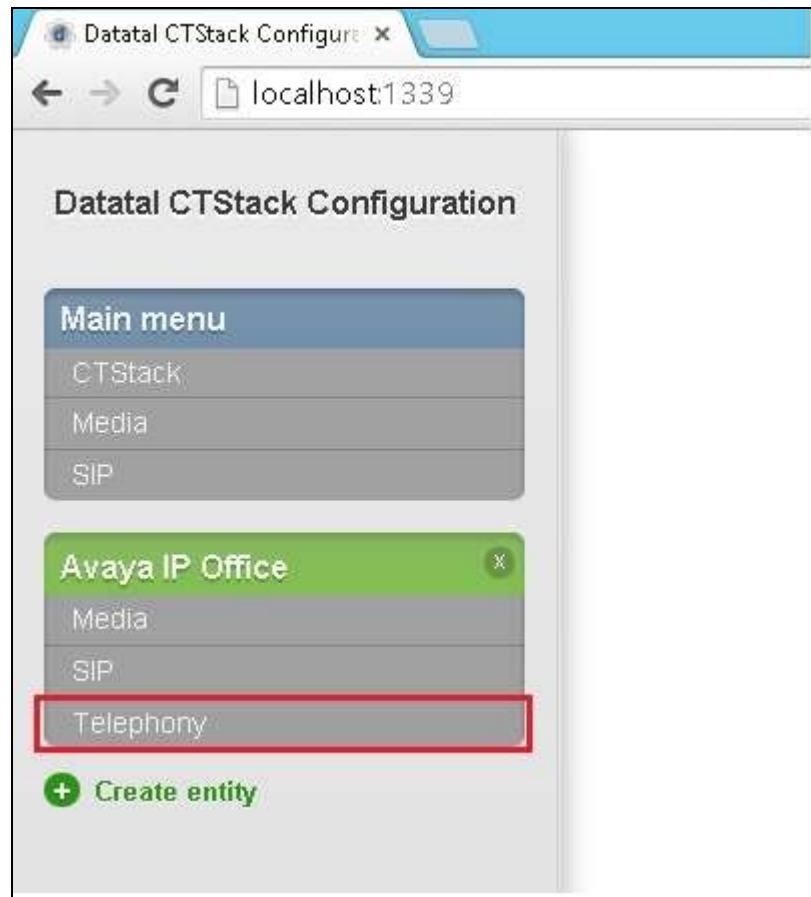 Datatal CTStack Configura
localhost:1339
Datatal CTStack Configuration
Main menu
CTStack
Media
SIP
Avaya IP Office
x
Media
SIP
Telephony
Create entity